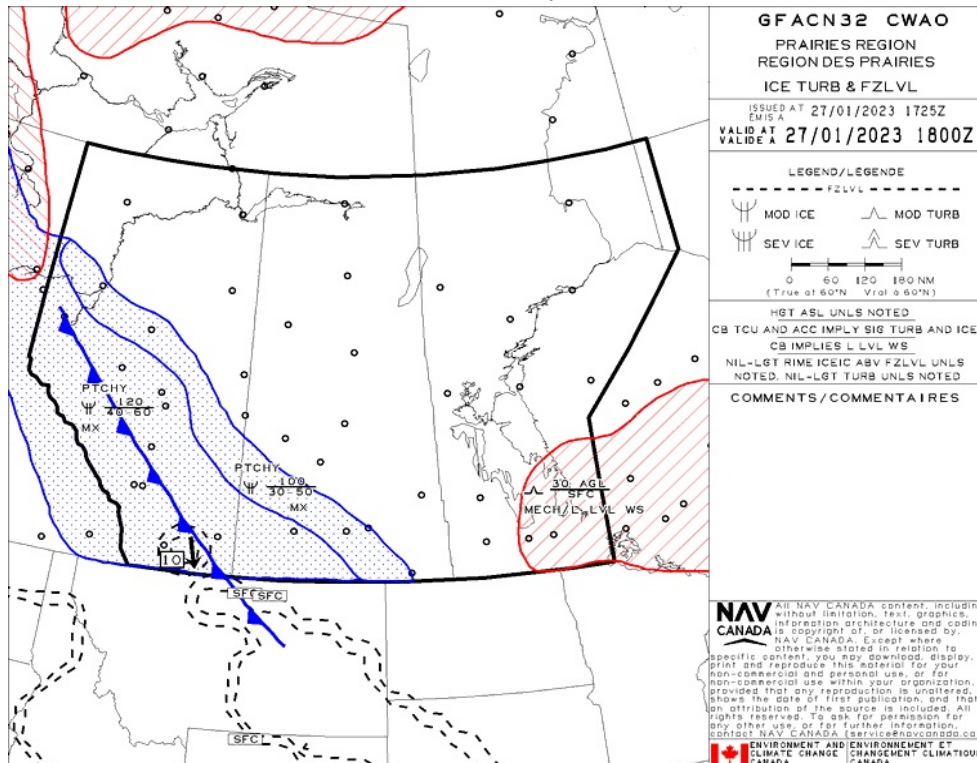 GFACN32 CWAO
PRAIRIES REGION
REGION DES PRAIRIES
ICE TURB & FZLVL
ISSUED AT
EMIS A
27/01/2023 1725Z
VALID AT
VALIDE A
27/01/2023 1800Z
LEGEND/LÉGENDE
FZLVL
MOD ICE
MOD TURB
SEV ICE
SEV TURB
0 60 120 180 NM
(True at 60°N Vrai à 60°N)
HGT ASL UNLS NOTED
CB TCU AND ACC IMPLY SIG TURB AND ICE
CB IMPLIES L LVL WS
NIL-LGT RIME ICEIC ABV FZLVL UNLS
NOTED. NIL-LGT TURB UNLS NOTED
COMMENTS/COMMENTAIRES
PTCHY
120
40-60
MX
PTCHY
100
30-50
MX
30 AGL
SFC
MECH/L LVL WS
10
SFC
SFC
SFC
NAV
CANADA
All NAV CANADA content, includin
without limitation, text, graphics,
information architecture and codin
is copyright of, or licensed by,
NAV CANADA. Except where
otherwise stated in relation to
specific content, you may download, display,
print and reproduce this material for your
non-commercial and personal use, or for
non-commercial use within your organization,
provided that any reproduction is unaltered,
shows the date of first publication, and that
an attribution of the source is included. All
rights reserved. To ask for permission for
any other use, or for further information,
contact NAV CANADA (service@navcanada.ca
ENVIRONMENT AND
CLIMATE CHANGE
CANADA
ENVIRONNEMENT ET
CHANGEMENT CLIMATIQU
CANADA